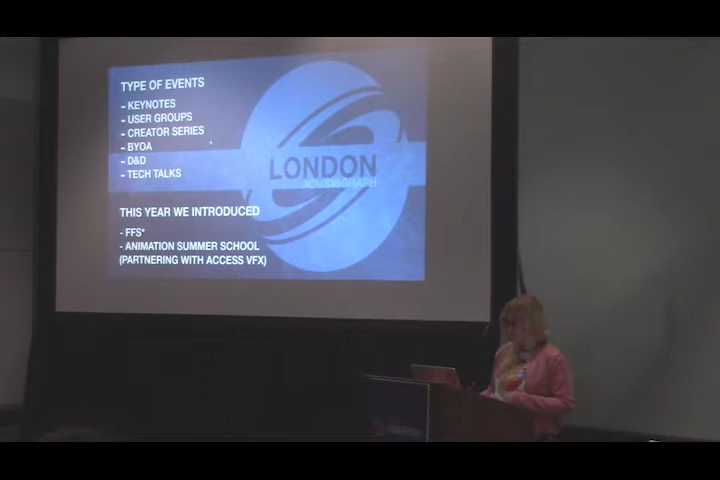 TYPE OF EVENTS
- KEYNOTES
- USER GROUPS
- CREATOR SERIES
- BYOA
- D&D
- TECH TALKS
LONDON
ACMSIGGRAPH
THIS YEAR WE INTRODUCED
- FFS*
- ANIMATION SUMMER SCHOOL
(PARTNERING WITH ACCESS VFX)